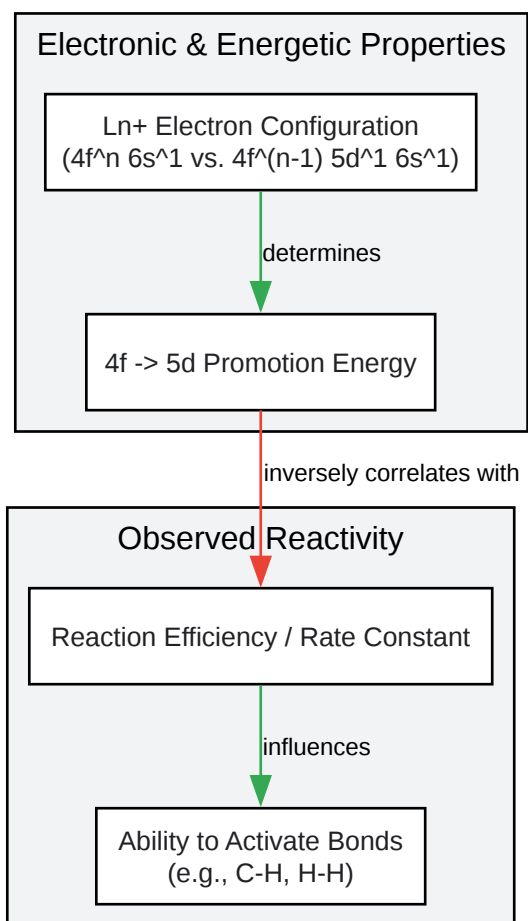 Electronic & Energetic Properties
Ln+ Electron Configuration
(4f^n 6s^1 vs. 4f^(n-1) 5d^1 6s^1)
determines
4f -> 5d Promotion Energy
inversely correlates with
Observed Reactivity
Reaction Efficiency / Rate Constant
influences
Ability to Activate Bonds
(e.g., C-H, H-H)